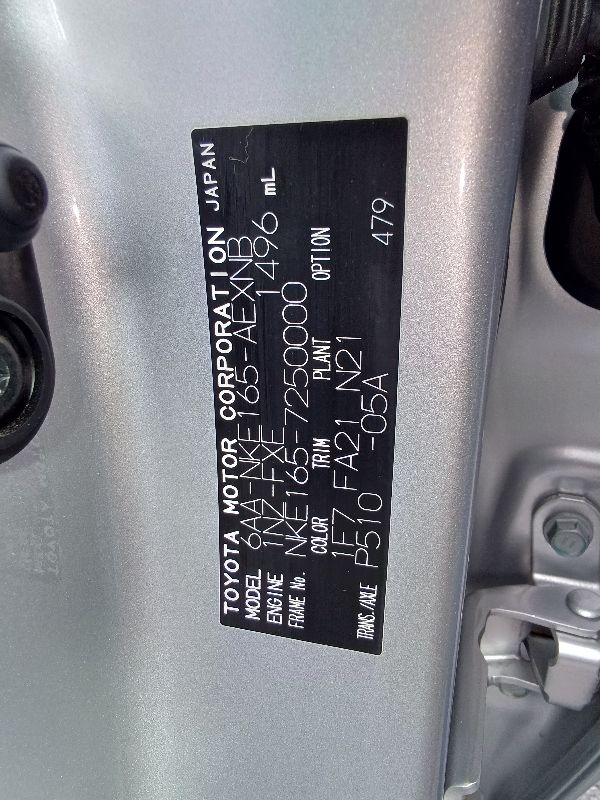 TOYOTA MOTOR CORPORATION JAPAN
MODEL 6AA-NKE165-AEXNB
ENGINE 1NZ-FXE 1496 mL
FRAME No. NKE165-7250000
COLOR TRIM PLANT OPTION
1F7 FA21 N21
TRANS./AXLE P510 -05A 479